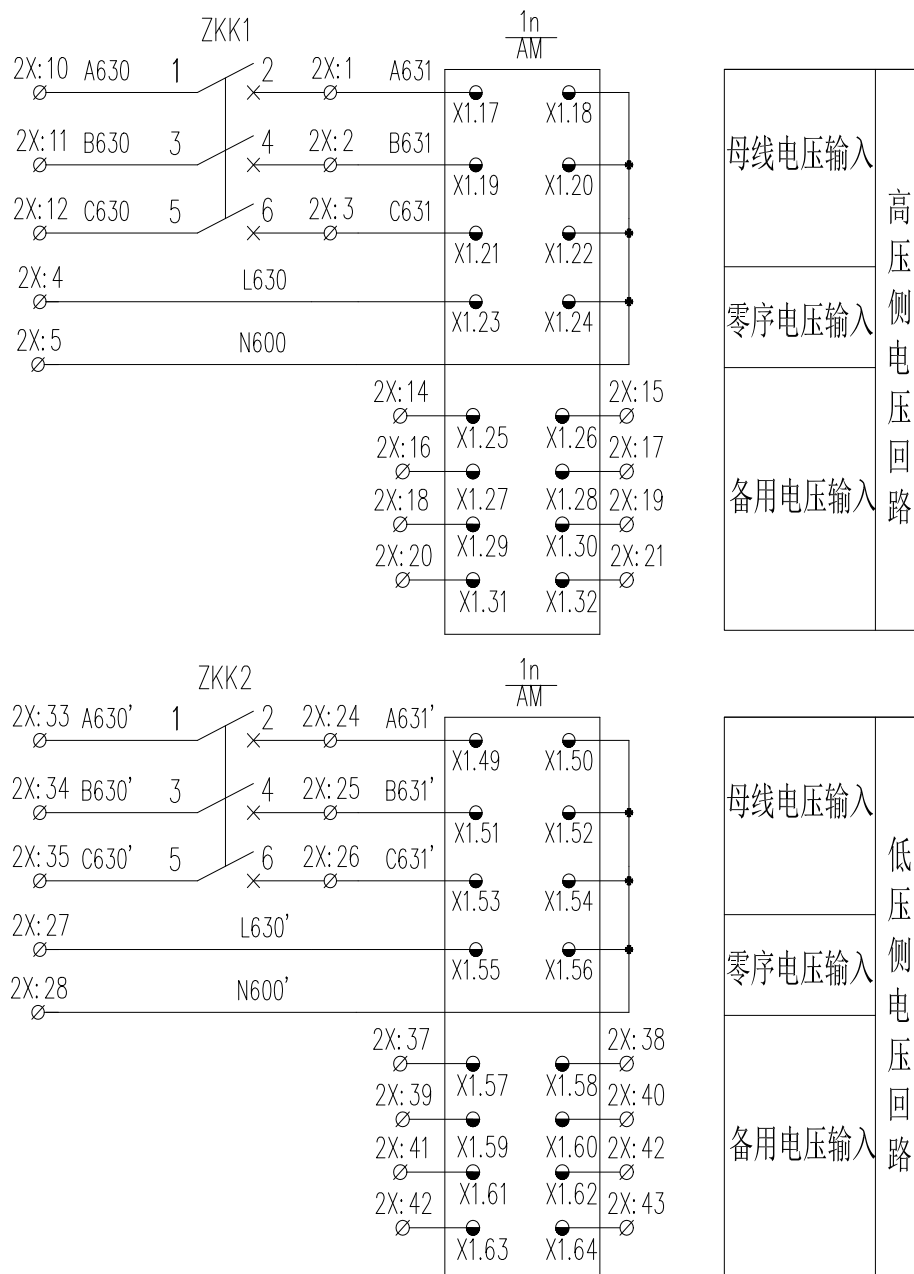 ZKK1
1n
AM
2X:10 A630 1 2 2X:1 A631
X1.17 X1.18
2X:11 B630 3 4 2X:2 B631
X1.19 X1.20
2X:12 C630 5 6 2X:3 C631
X1.21 X1.22
2X:4 L630
X1.23 X1.24
2X:5 N600
2X:14 2X:15
X1.25 X1.26
2X:16 2X:17
X1.27 X1.28
2X:18 2X:19
X1.29 X1.30
2X:20 2X:21
X1.31 X1.32
母线电压输入
零序电压输入
备用电压输入
高压侧电压回路
ZKK2
1n
AM
2X:33 A630' 1 2 2X:24 A631'
X1.49 X1.50
2X:34 B630' 3 4 2X:25 B631'
X1.51 X1.52
2X:35 C630' 5 6 2X:26 C631'
X1.53 X1.54
2X:27 L630'
X1.55 X1.56
2X:28 N600'
2X:37 2X:38
X1.57 X1.58
2X:39 2X:40
X1.59 X1.60
2X:41 2X:42
X1.61 X1.62
2X:42 2X:43
X1.63 X1.64
母线电压输入
零序电压输入
备用电压输入
低压侧电压回路